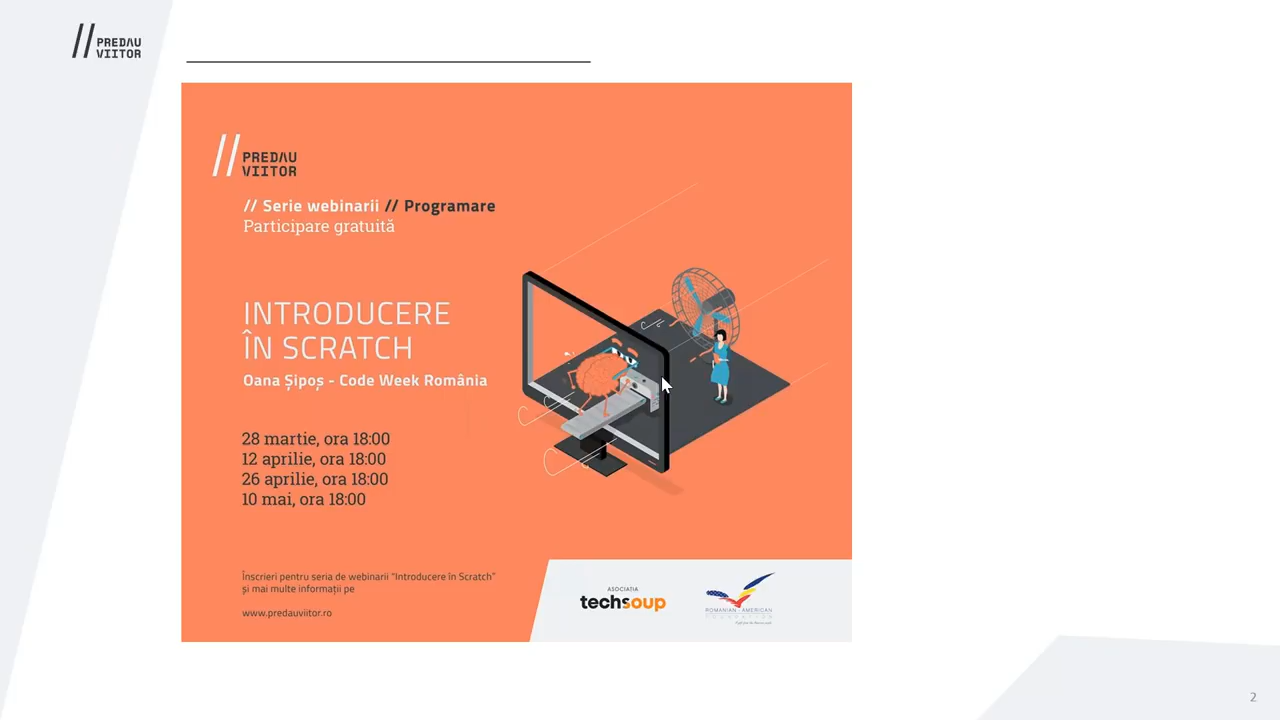 PREDAU
VIITOR
PREDAU
VIITOR
// Serie webinarii // Programare
Participare gratuită
INTRODUCERE
ÎN SCRATCH
Oana Șipoș - Code Week România
28 martie, ora 18:00
12 aprilie, ora 18:00
26 aprilie, ora 18:00
10 mai, ora 18:00
Înscrieri pentru seria de webinarii "Introducere în Scratch"
și mai multe informații pe
www.predauviitor.ro
ASOCIAȚIA
techsoup
ROMANIAN - AMERICAN
FOUNDATION
2